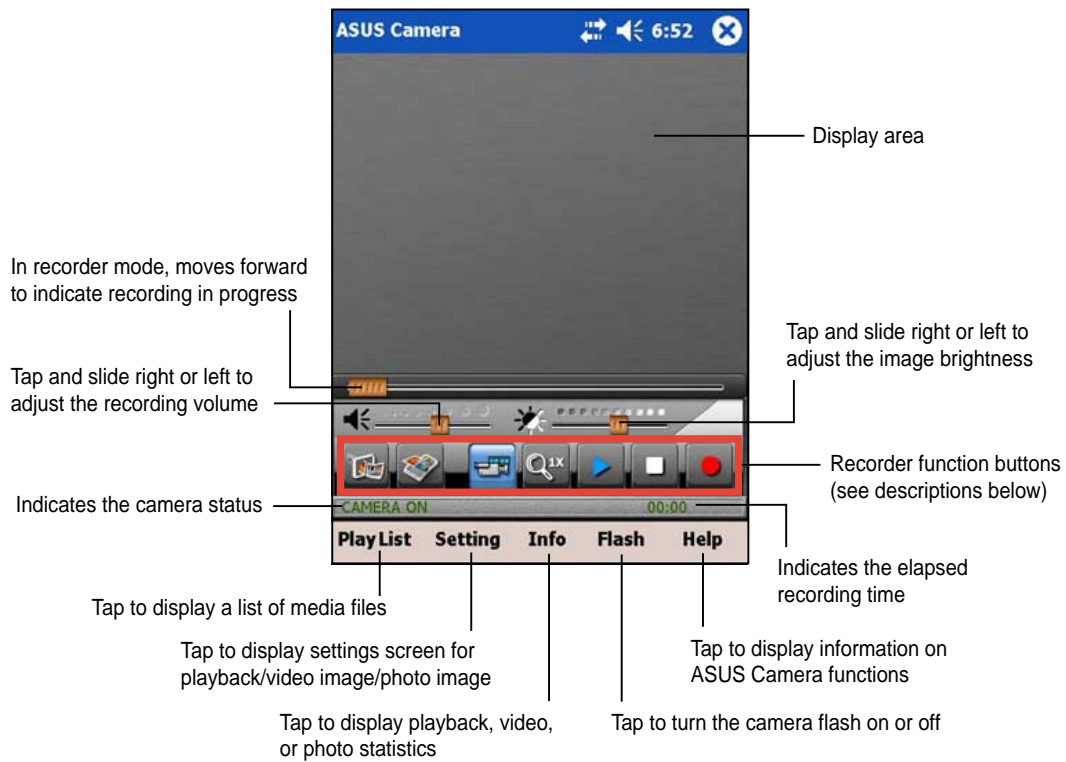 ASUS Camera 6:52
Display area
In recorder mode, moves forward
to indicate recording in progress
Tap and slide right or left to
adjust the image brightness
Tap and slide right or left to
adjust the recording volume
1X
Recorder function buttons
(see descriptions below)
Indicates the camera status
CAMERA ON 00:00
PlayList Setting Info Flash Help
Indicates the elapsed
recording time
Tap to display a list of media files
Tap to display settings screen for
playback/video image/photo image
Tap to display information on
ASUS Camera functions
Tap to display playback, video,
or photo statistics
Tap to turn the camera flash on or off